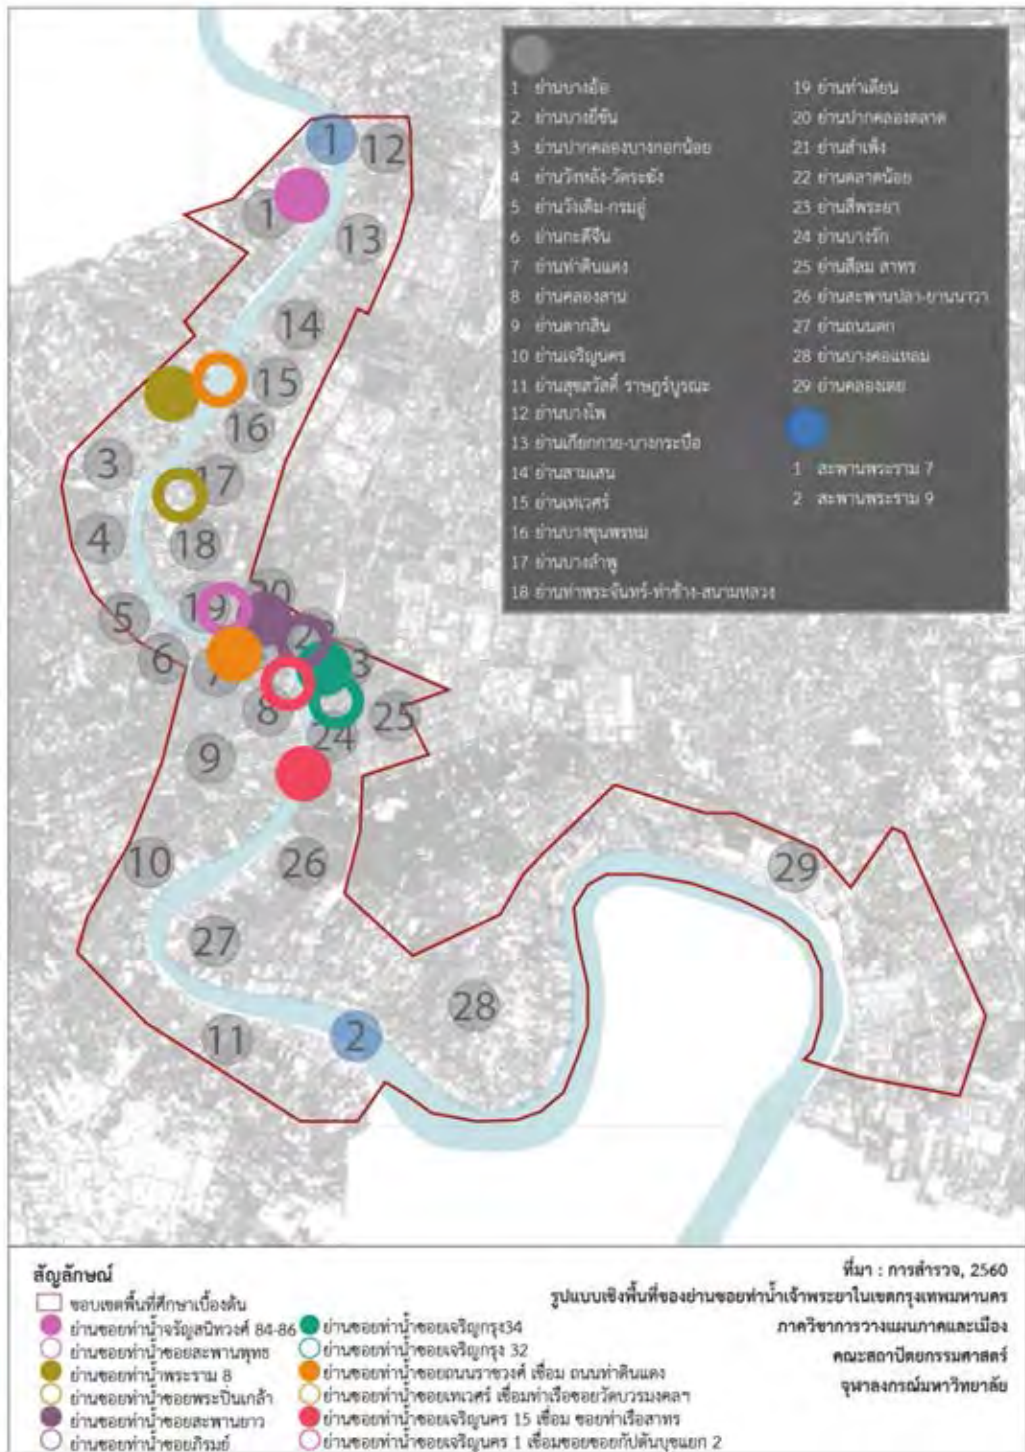 1 ย่านบางอ้อ
2 ย่านบางยี่ขัน
3 ย่านปากคลองบางกอกน้อย
4 ย่านวังหลัง-วัดระฆัง
5 ย่านวังเดิม-กรมอู่
6 ย่านกะดีจีน
7 ย่านท่าดินแดง
8 ย่านคลองสาน
9 ย่านตากสิน
10 ย่านเจริญนคร
11 ย่านสุขสวัสดิ์ ราษฎร์บูรณะ
12 ย่านบางโพ
13 ย่านเกียกกาย-บางกระบือ
14 ย่านสามเสน
15 ย่านเทเวศร์
16 ย่านบางขุนพรหม
17 ย่านบางลำพู
18 ย่านท่าพระจันทร์-ท่าช้าง-สนามหลวง
19 ย่านท่าเตียน
20 ย่านปากคลองตลาด
21 ย่านสำเพ็ง
22 ย่านตลาดน้อย
23 ย่านสี่พระยา
24 ย่านบางรัก
25 ย่านสีลม สาทร
26 ย่านสะพานปลา-ยานนาวา
27 ย่านถนนตก
28 ย่านบางคอแหลม
29 ย่านคลองเตย
1 สะพานพระราม 7
2 สะพานพระราม 9
1
12
1
13
14
15
16
3
17
4
18
19
20
5
6
7
3
8
25
24
9
10
26
29
27
28
11
2
สัญลักษณ์
ขอบเขตพื้นที่ศึกษาเบื้องต้น
ย่านซอยท่าน้ำจรัญสนิทวงศ์ 84-86
ย่านซอยท่าน้ำซอยสะพานพุทธ
ย่านซอยท่าน้ำพระราม 8
ย่านซอยท่าน้ำซอยพระปิ่นเกล้า
ย่านซอยท่าน้ำซอยสะพานยาว
ย่านซอยท่าน้ำซอยภิรมย์
ย่านซอยท่าน้ำซอยเจริญกรุง34
ย่านซอยท่าน้ำซอยเจริญกรุง 32
ย่านซอยท่าน้ำซอยถนนราชวงศ์ เชื่อม ถนนท่าดินแดง
ย่านซอยท่าน้ำซอยเทเวศร์ เชื่อมท่าเรือซอยวัดบวรมงคลฯ
ย่านซอยท่าน้ำซอยเจริญนคร 15 เชื่อม ซอยท่าเรือสาทร
ย่านซอยท่าน้ำซอยเจริญนคร 1 เชื่อมซอยซอยกัปตันบุชแยก 2
ที่มา : การสำรวจ, 2560
รูปแบบเชิงพื้นที่ของย่านซอยท่าน้ำเจ้าพระยาในเขตกรุงเทพมหานคร
ภาควิชาการวางแผนภาคและเมือง
คณะสถาปัตยกรรมศาสตร์
จุฬาลงกรณ์มหาวิทยาลัย